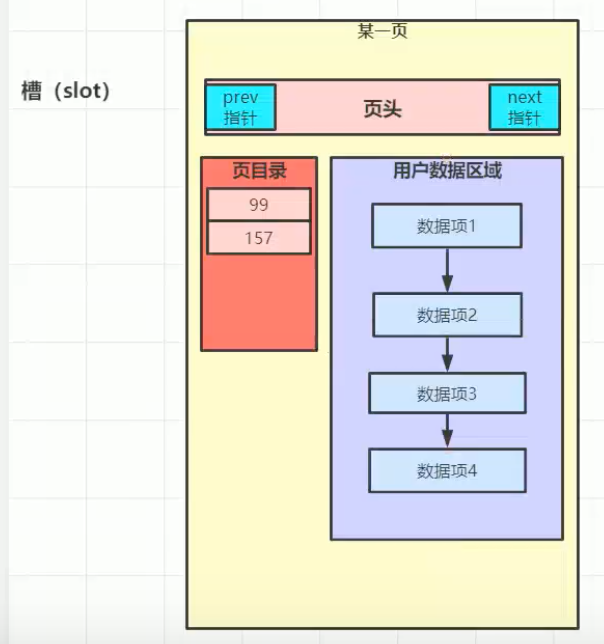 某一页
槽（slot）
prev
指针
页头
next
指针
页目录
99
157
用户数据区域
数据项1
数据项2
数据项3
数据项4